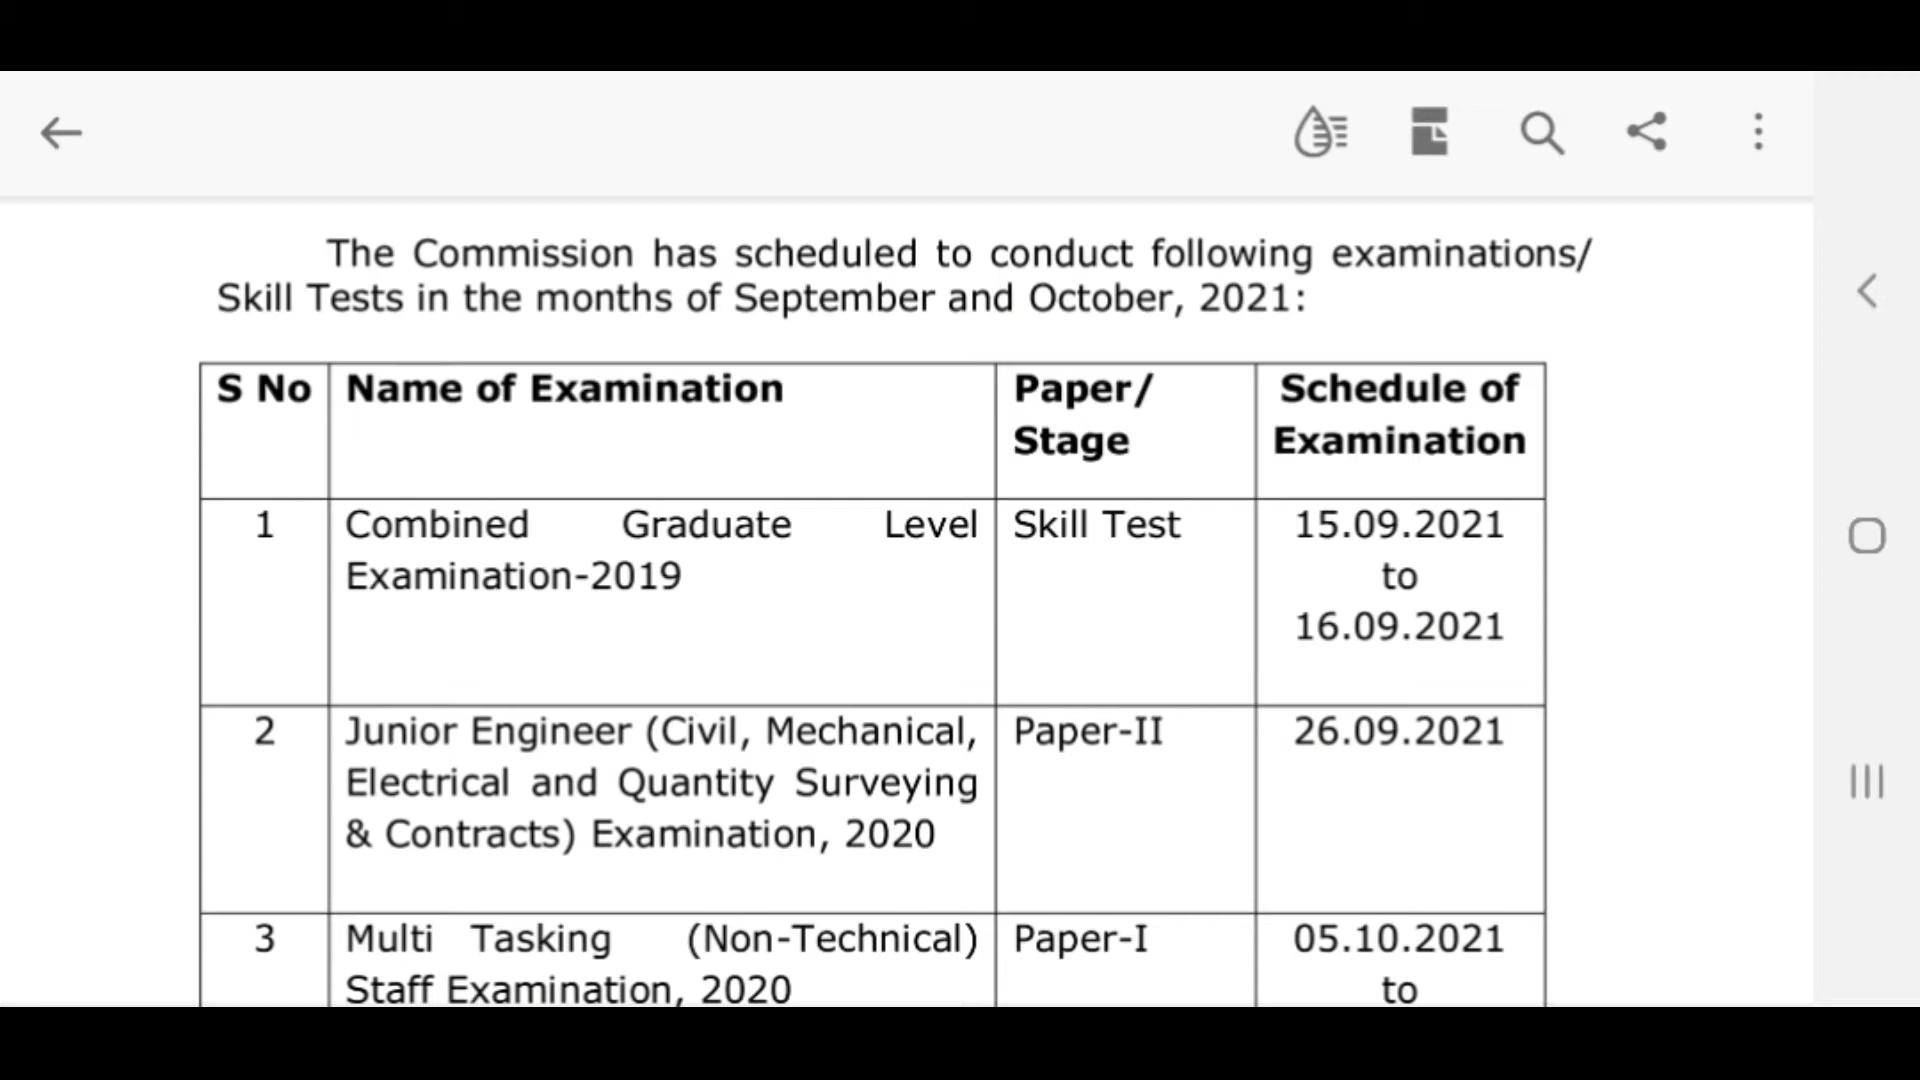 The Commission has scheduled to conduct following examinations/
Skill Tests in the months of September and October, 2021:
S No Name of Examination Paper/ Stage Schedule of Examination
1 Combined Graduate Level Examination-2019 Skill Test 15.09.2021 to 16.09.2021
2 Junior Engineer (Civil, Mechanical, Electrical and Quantity Surveying & Contracts) Examination, 2020 Paper-II 26.09.2021
3 Multi Tasking (Non-Technical) Staff Examination, 2020 Paper-I 05.10.2021 to